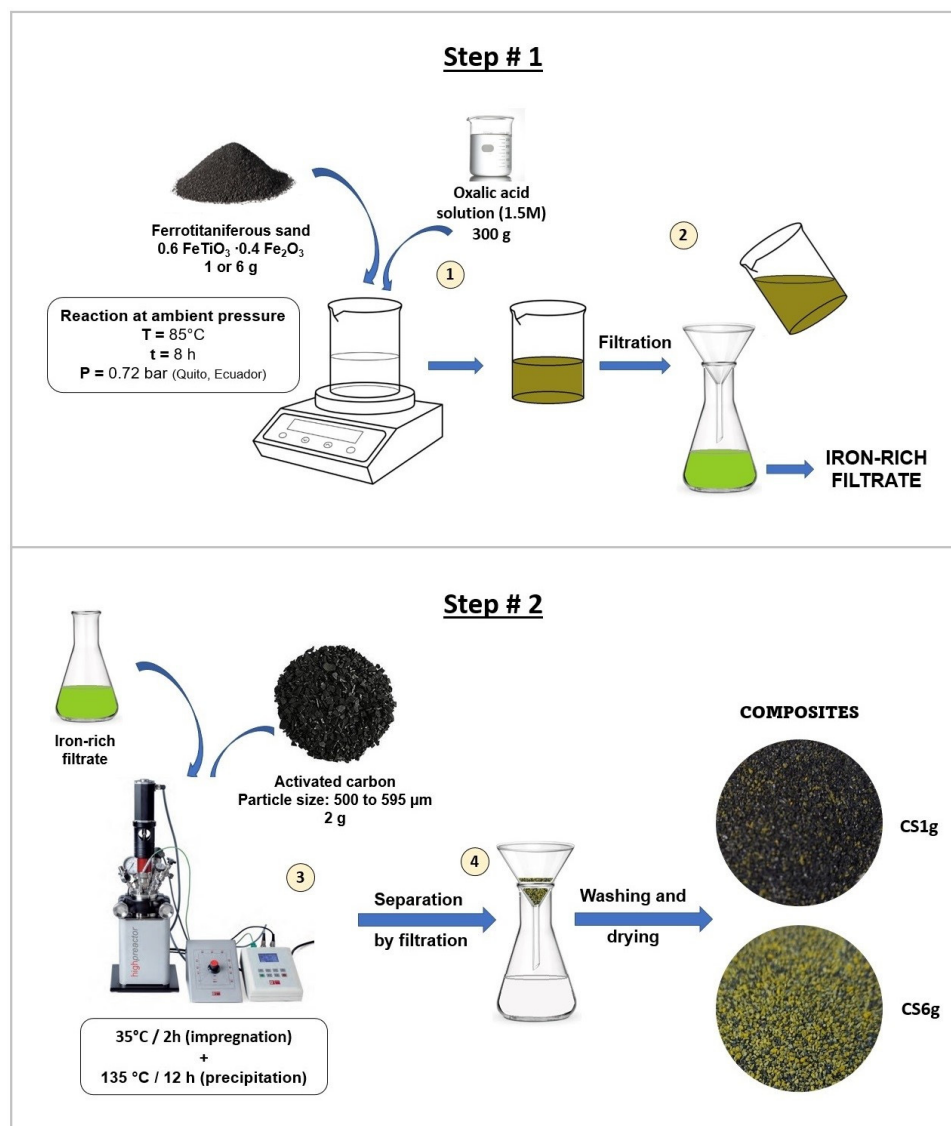 Step # 1
Oxalic acid
solution (1.5M)
300 g
Ferrotitaniferous sand
0.6 FeTiO₃ ·0.4 Fe₂O₃
1 or 6 g
1
2
Reaction at ambient pressure
T = 85°C
t = 8 h
P = 0.72 bar (Quito, Ecuador)
Filtration
IRON-RICH
FILTRATE
Step # 2
Iron-rich
filtrate
Activated carbon
Particle size: 500 to 595 µm
2 g
COMPOSITES
CS1g
3
4
Separation
by filtration
Washing and
drying
highpreactor
35°C / 2h (impregnation)
+
135 °C / 12 h (precipitation)
CS6g